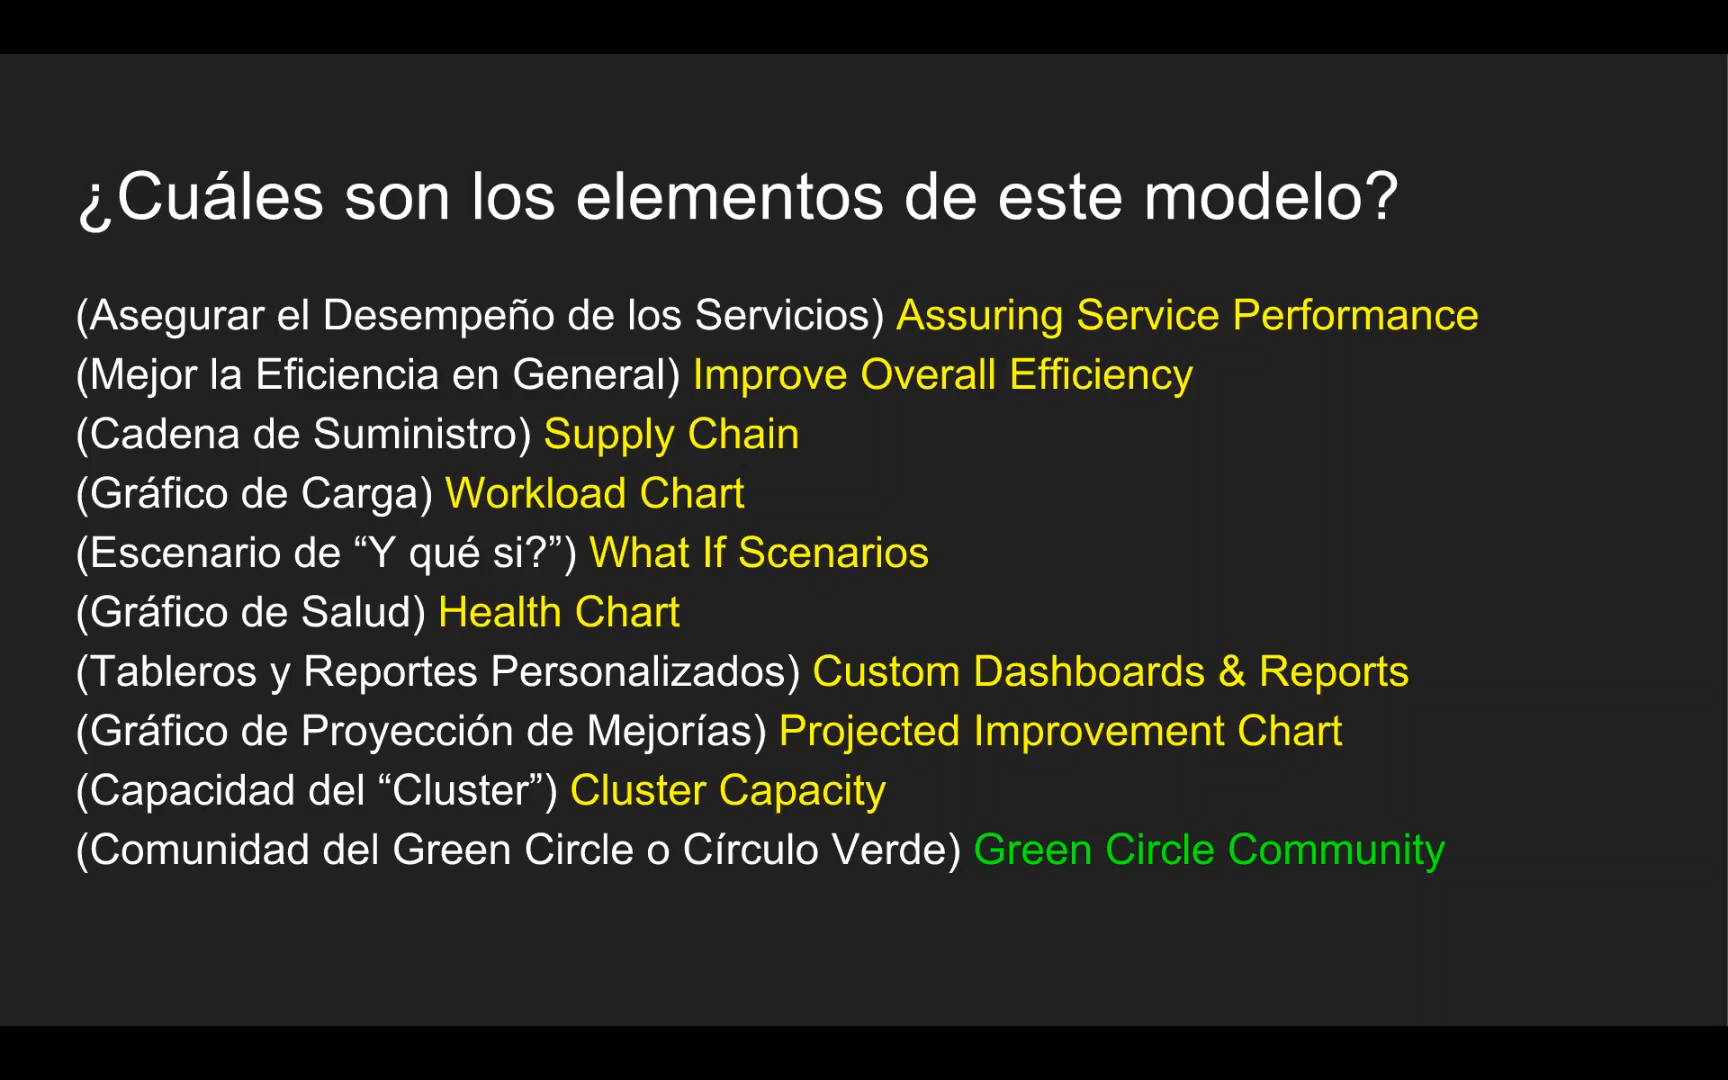 ¿Cuáles son los elementos de este modelo?
(Asegurar el Desempeño de los Servicios) Assuring Service Performance
(Mejor la Eficiencia en General) Improve Overall Efficiency
(Cadena de Suministro) Supply Chain
(Gráfico de Carga) Workload Chart
(Escenario de “Y qué si?”) What If Scenarios
(Gráfico de Salud) Health Chart
(Tableros y Reportes Personalizados) Custom Dashboards & Reports
(Gráfico de Proyección de Mejorías) Projected Improvement Chart
(Capacidad del “Cluster”) Cluster Capacity
(Comunidad del Green Circle o Círculo Verde) Green Circle Community